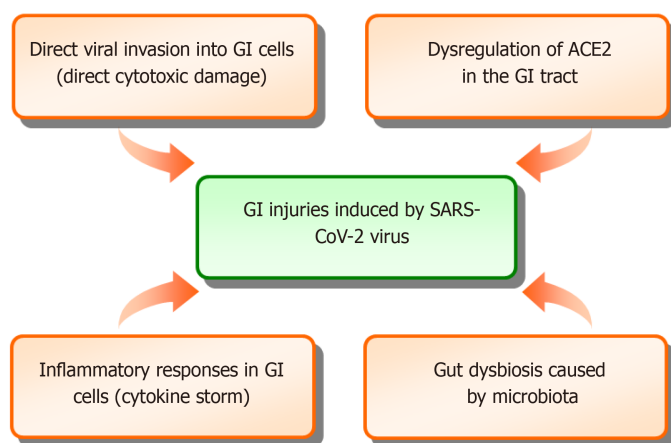 Direct viral invasion into GI cells
(direct cytotoxic damage)
Dysregulation of ACE2
in the GI tract
GI injuries induced by SARS-
CoV-2 virus
Inflammatory responses in GI
cells (cytokine storm)
Gut dysbiosis caused
by microbiota